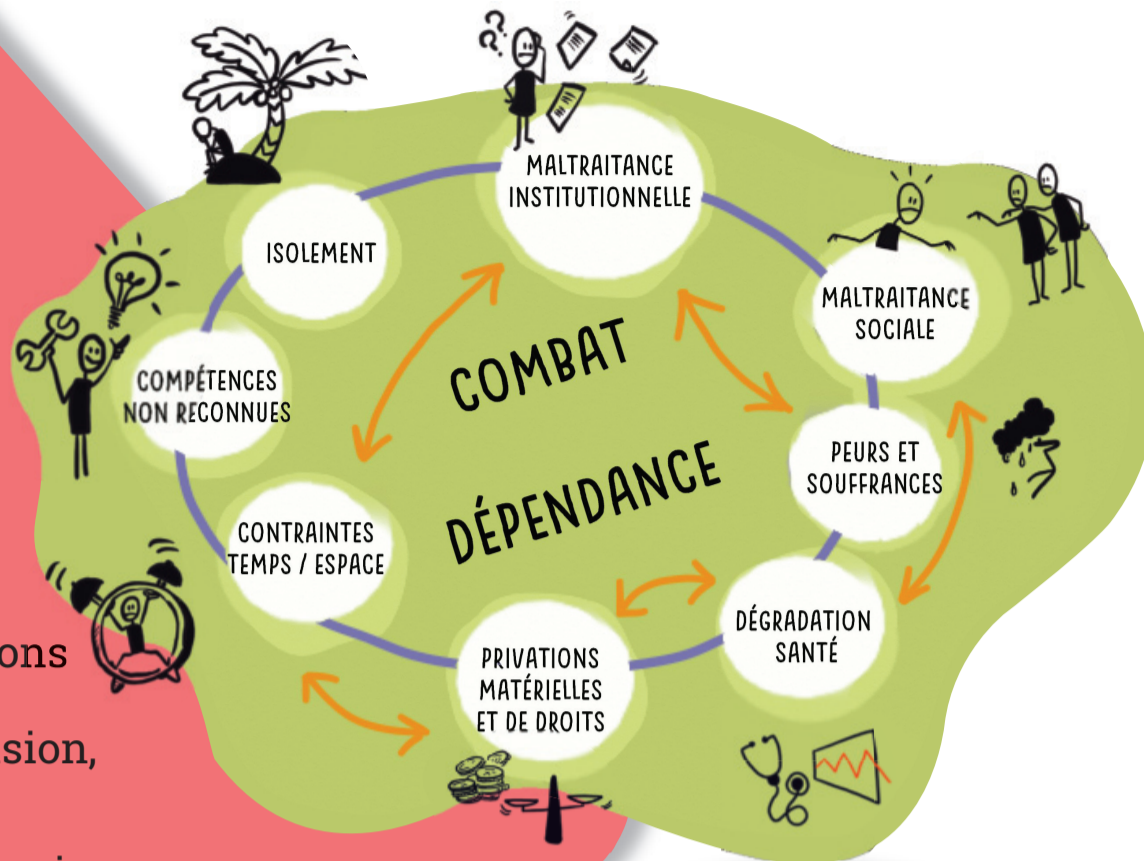 ? ? ?
MALTRAITANCE
INSTITUTIONNELLE
ISOLEMENT
MALTRAITANCE
SOCIALE
COMPÉTENCES
NON RECONNUES
COMBAT
DÉPENDANCE
PEURS ET
SOUFFRANCES
CONTRAINTES
TEMPS / ESPACE
DÉGRADATION
SANTÉ
PRIVATIONS
MATÉRIELLES
ET DE DROITS
ons
sion,